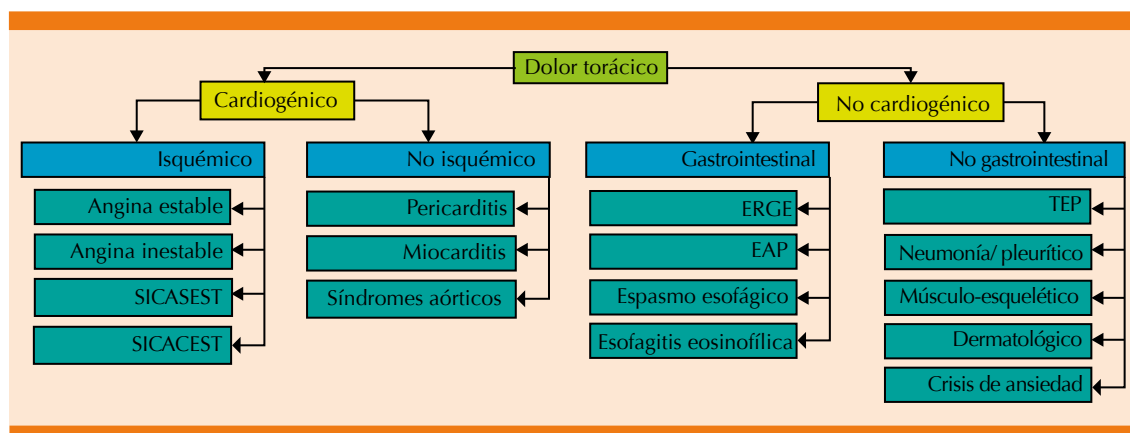 Dolor torácico
Cardiogénico
No cardiogénico
Isquémico
Angina estable
Angina inestable
SICASEST
SICACEST
No isquémico
Pericarditis
Miocarditis
Síndromes aórticos
Gastrointestinal
ERGE
EAP
Espasmo esofágico
Esofagitis eosinofílica
No gastrointestinal
TEP
Neumonía/ pleurítico
Músculo-esquelético
Dermatológico
Crisis de ansiedad